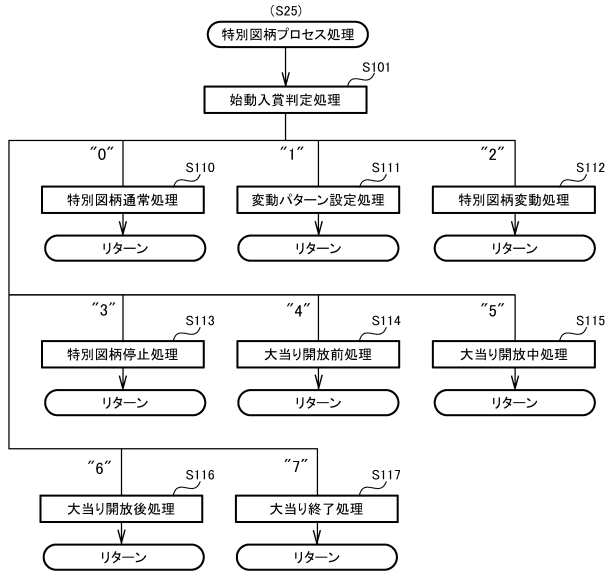 (S25)
特別図柄プロセス処理
S101
始動入賞判定処理
"0"
"1"
"2"
S110
S111
S112
特別図柄通常処理
変動パターン設定処理
特別図柄変動処理
リターン
リターン
リターン
"3"
"4"
"5"
S113
S114
S115
特別図柄停止処理
大当り開放前処理
大当り開放中処理
リターン
リターン
リターン
"6"
"7"
S116
S117
大当り開放後処理
大当り終了処理
リターン
リターン